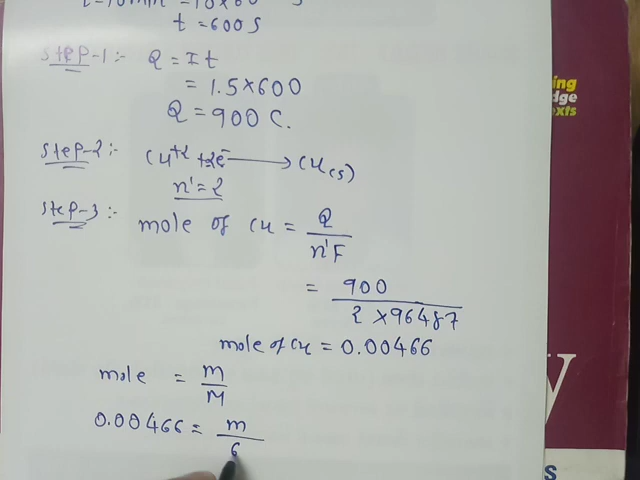 t = 600 S
Step-1:- Q = It
= 1.5 × 600
Q = 900 C.
Step-2:- Cu+2 +2e- ⟶ Cu(s)
n' = 2
Step-3:- mole of Cu = Q / n'F
= 900 / 2 × 96487
mole of Cu = 0.00466
mole = m / M
0.00466 = m / 6
ing
dge
exts
y
s